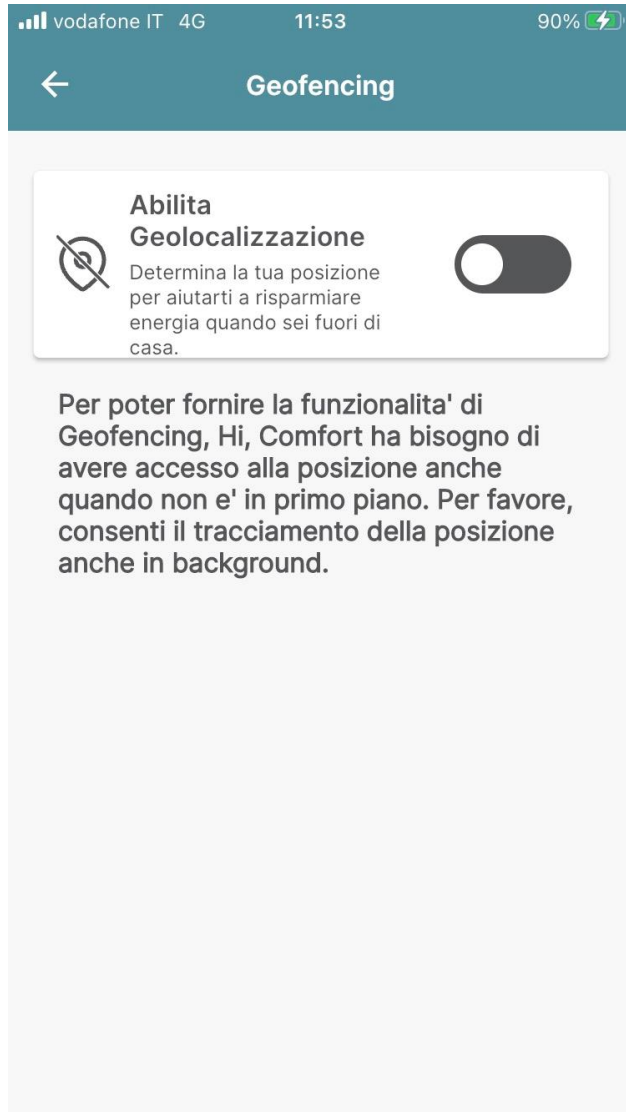 vodafone IT 4G 11:53 90%
Geofencing
Abilita
Geolocalizzazione
Determina la tua posizione
per aiutarti a risparmiare
energia quando sei fuori di
casa.
Per poter fornire la funzionalita' di
Geofencing, Hi, Comfort ha bisogno di
avere accesso alla posizione anche
quando non e' in primo piano. Per favore,
consenti il tracciamento della posizione
anche in background.